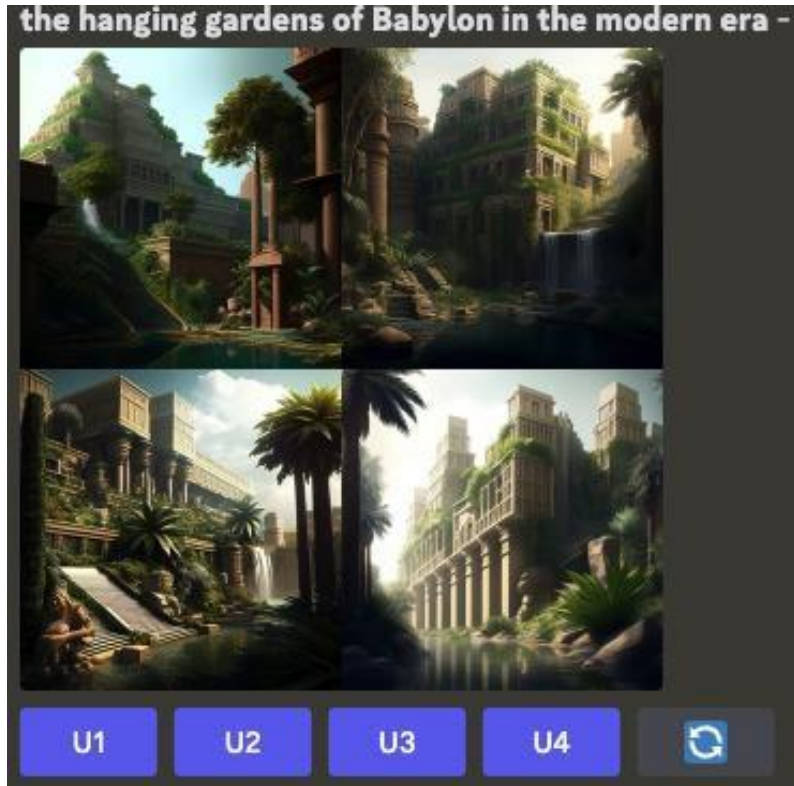 the hanging gardens of Babylon in the modern era -
U1
U2
U3
U4